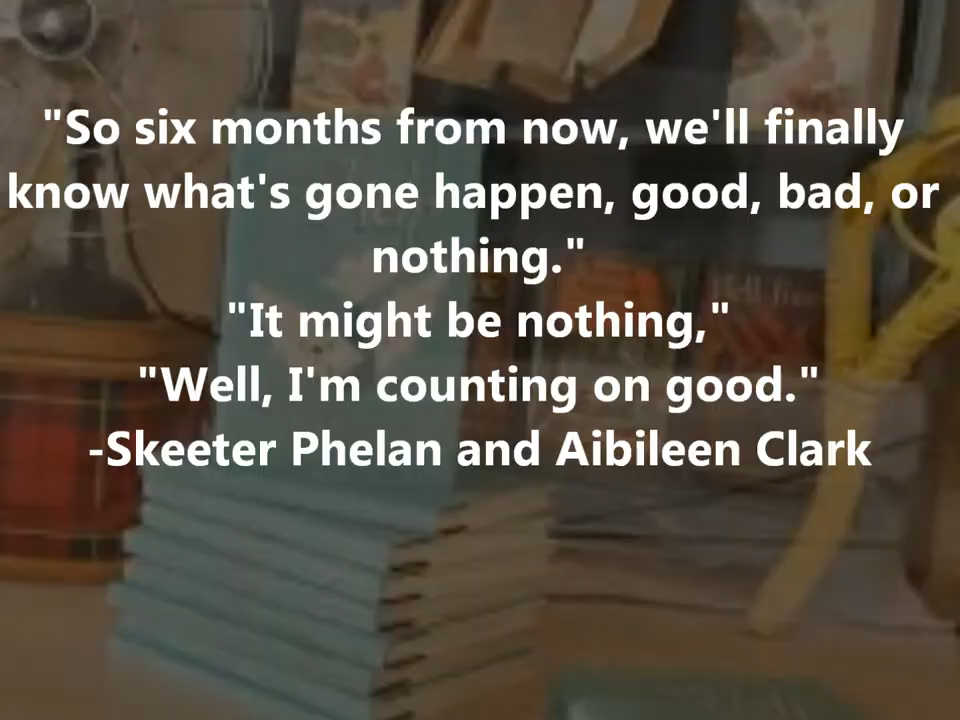 "So six months from now, we'll finally
know what's gone happen, good, bad, or
nothing."
"It might be nothing,"
"Well, I'm counting on good."
-Skeeter Phelan and Aibileen Clark